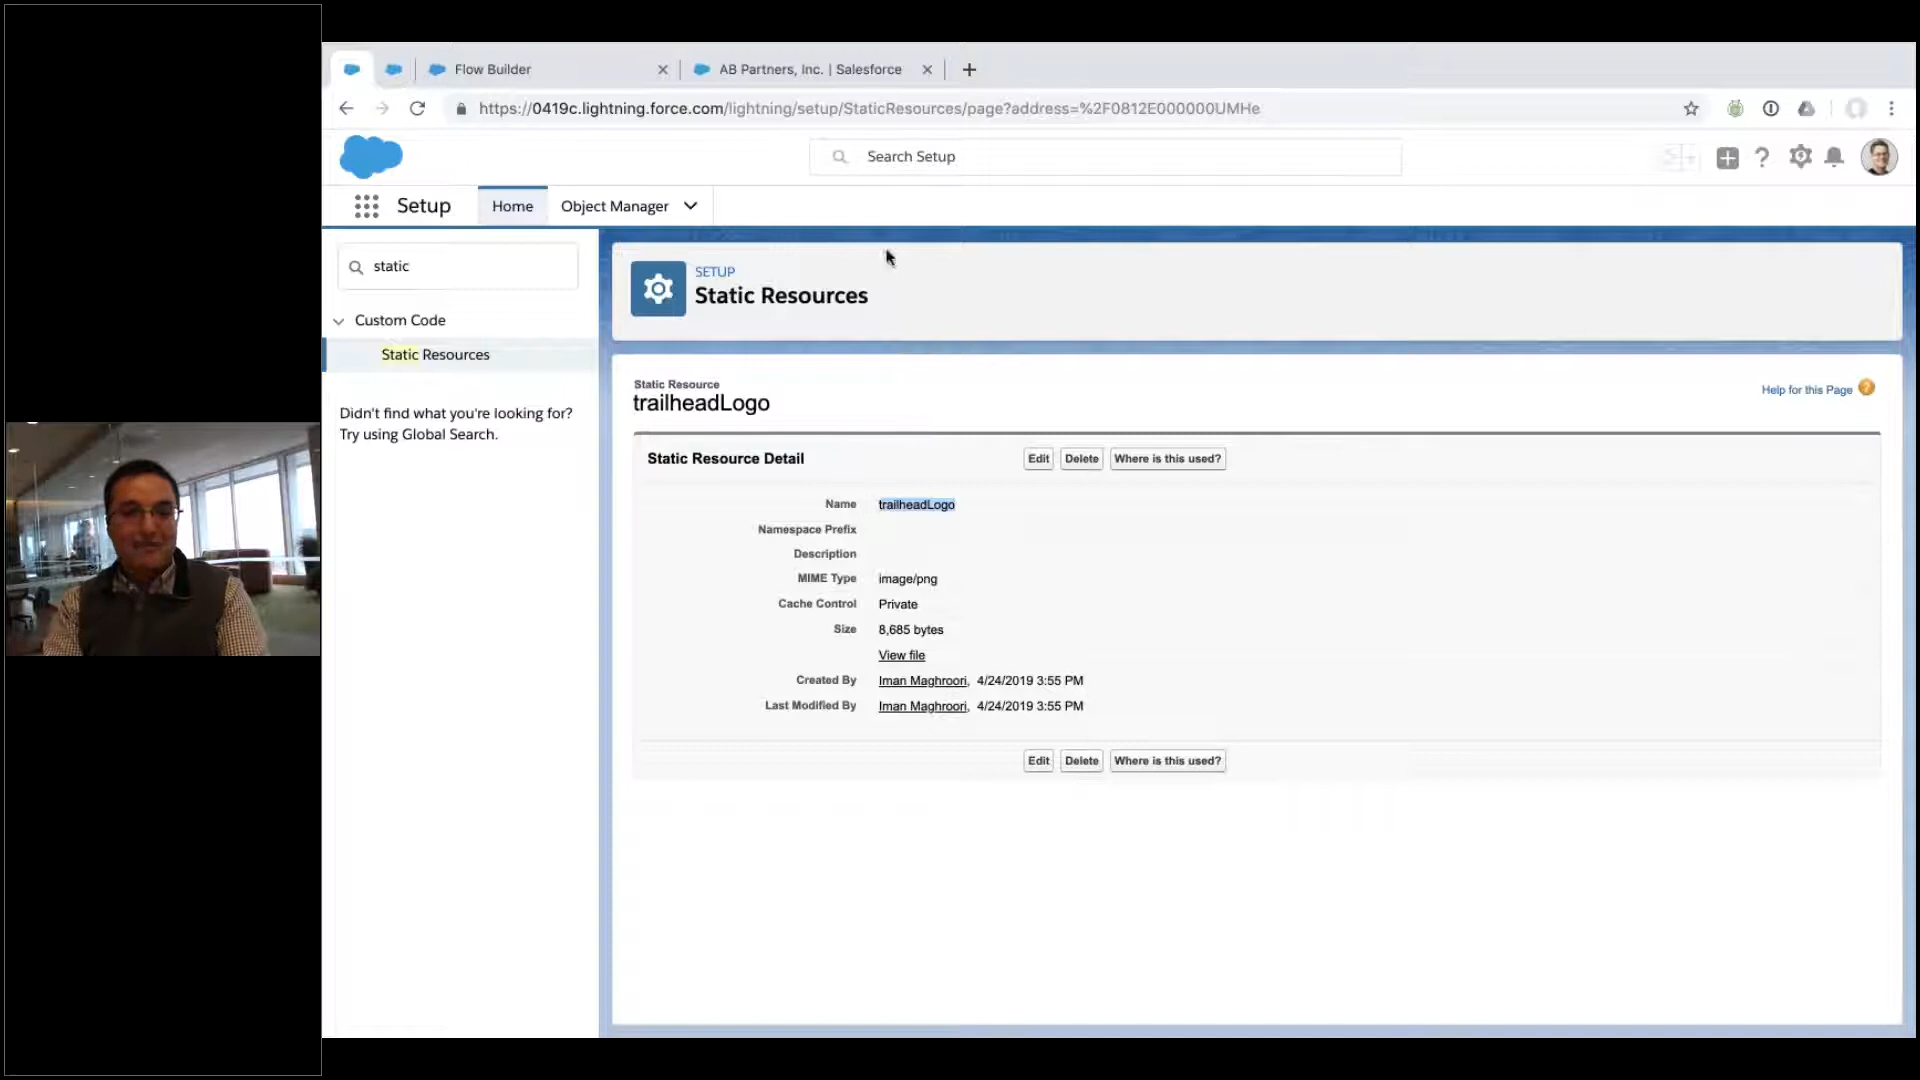 Flow Builder
AB Partners, Inc. | Salesforce
https://0419c.lightning.force.com/lightning/setup/StaticResources/page?address=%2F0812E000000UMHe
Search Setup
Setup
Home
Object Manager
static
Custom Code
Static Resources
Didn't find what you're looking for?
Try using Global Search.
SETUP
Static Resources
Static Resource
trailheadLogo
Help for this Page
Static Resource Detail
Edit
Delete
Where is this used?
Name trailheadLogo
Namespace Prefix
Description
MIME Type image/png
Cache Control Private
Size 8,685 bytes
View file
Created By Iman Maghroori, 4/24/2019 3:55 PM
Last Modified By Iman Maghroori, 4/24/2019 3:55 PM
Edit
Delete
Where is this used?